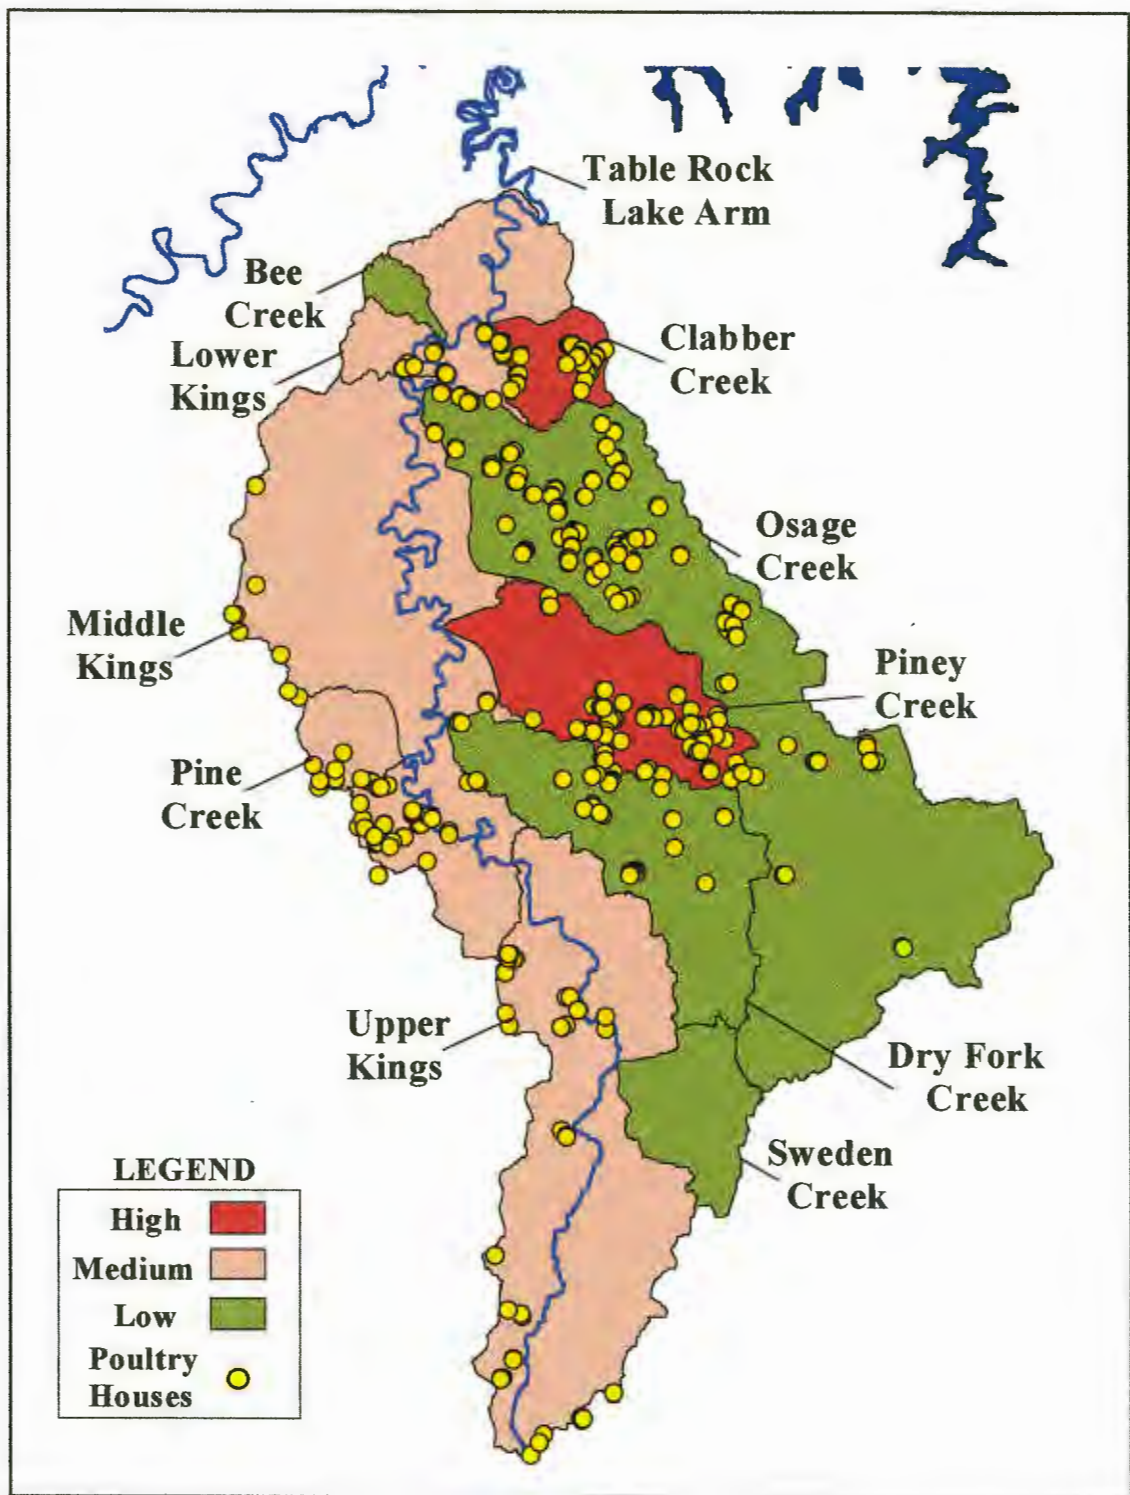 Table Rock
Lake Arm
Bee
Creek
Lower
Kings
Clabber
Creek
Osage
Creek
Middle
Kings
Piney
Creek
Pine
Creek
Upper
Kings
Dry Fork
Creek
Sweden
Creek
LEGEND
High
Medium
Low
Poultry
Houses